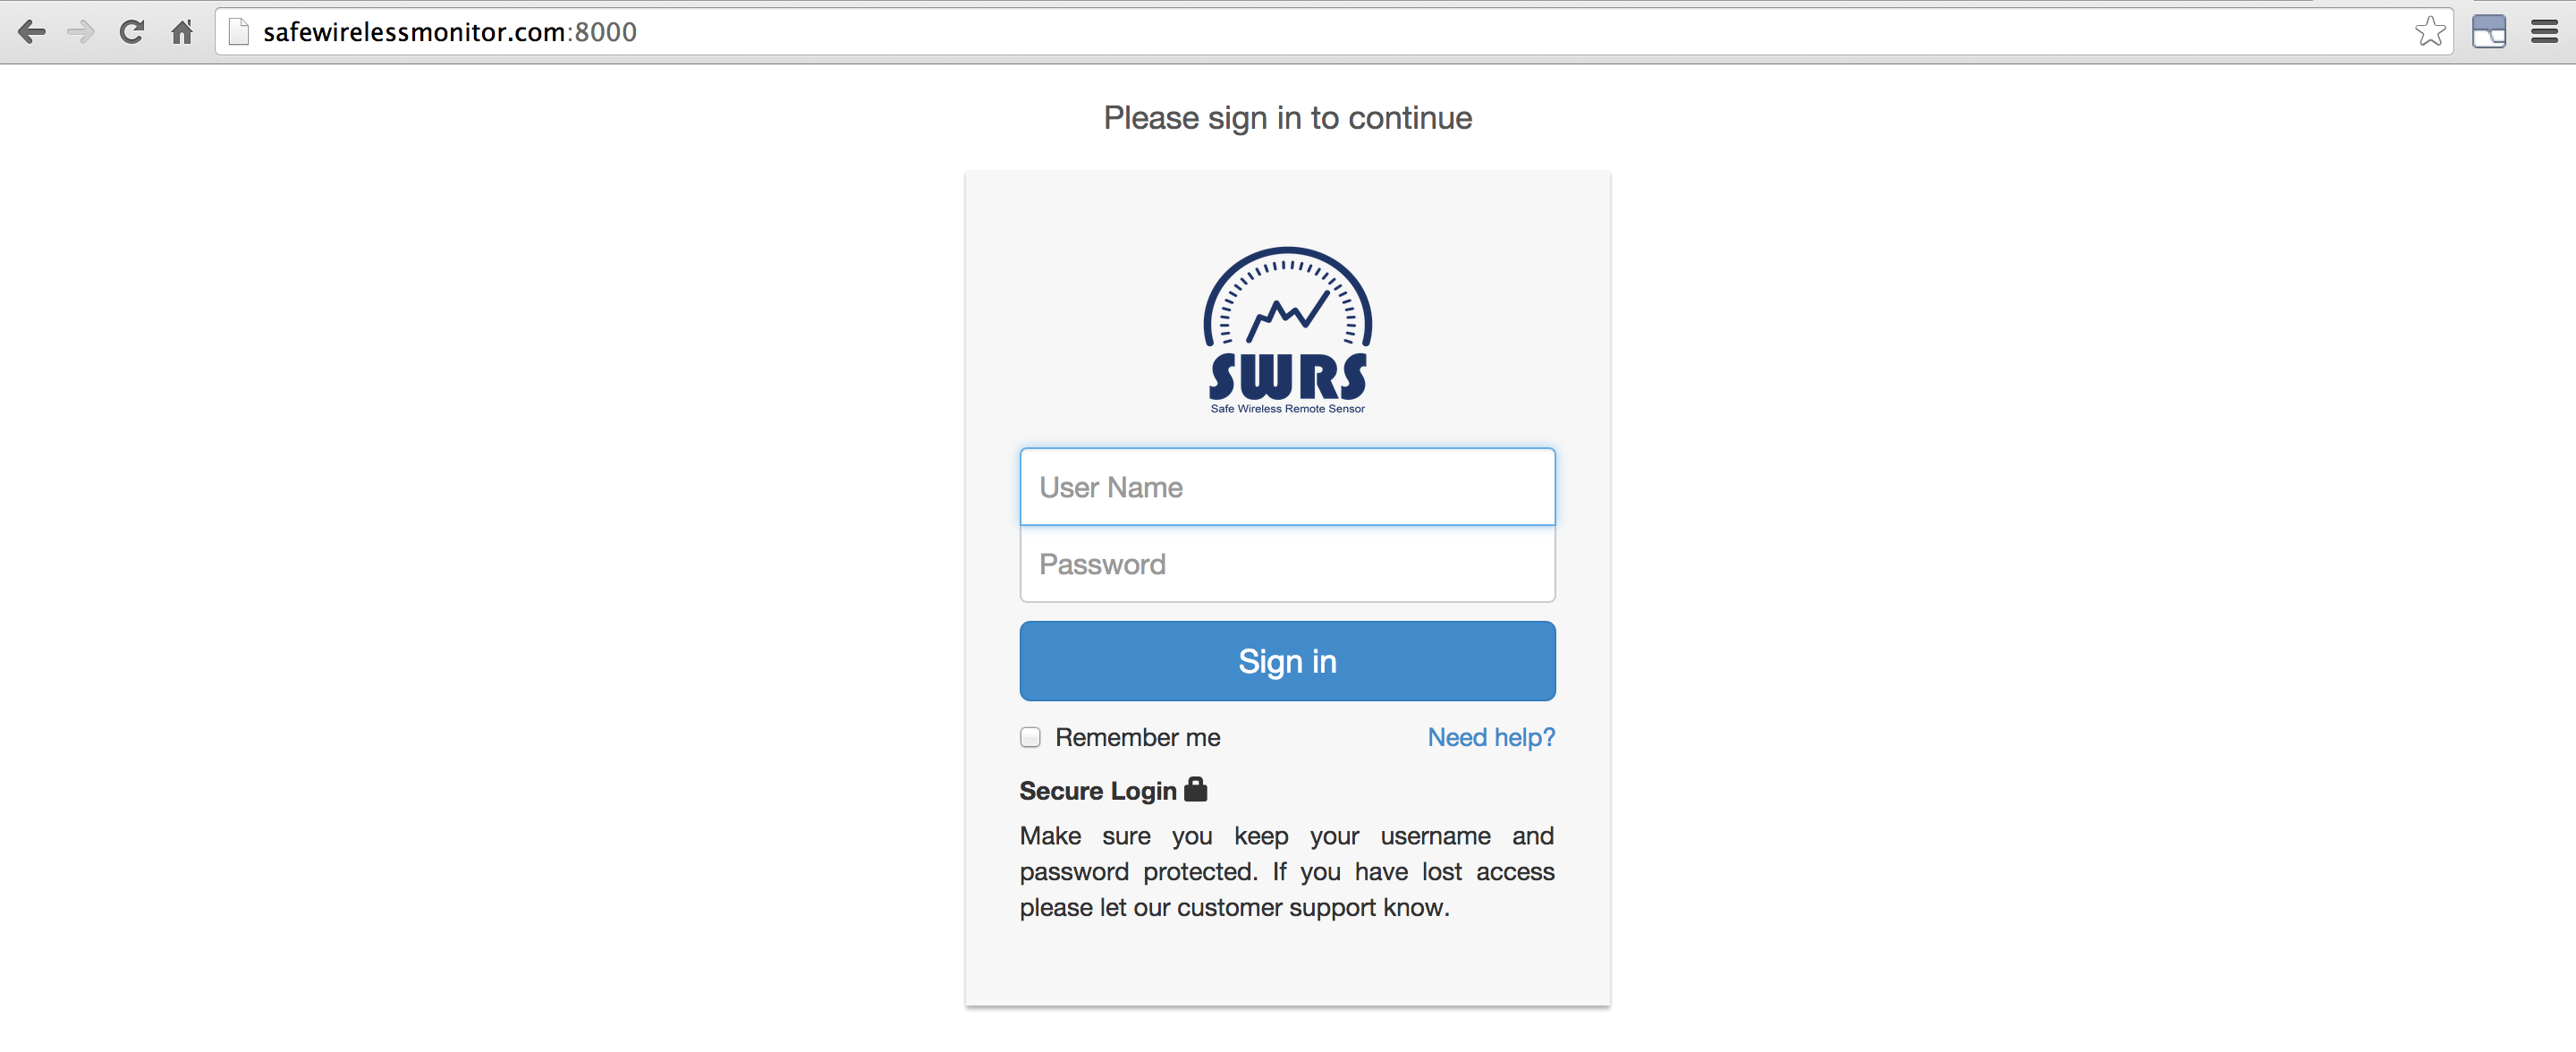 safewirelessmonitor.com:8000
Please sign in to continue
SWRS
Safe Wireless Remote Sensor
User Name
Password
Sign in
Remember me Need help?
Secure Login
Make sure you keep your username and
password protected. If you have lost access
please let our customer support know.